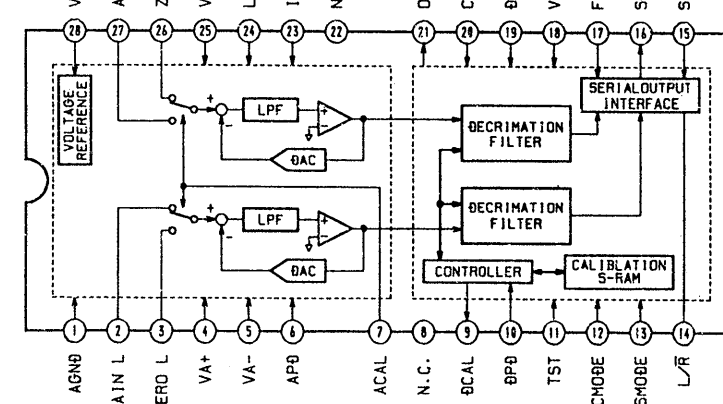 V A Z V L I N O C D V F S S
28 27 26 25 24 23 22 21 20 19 18 17 16 15
VOLTAGE
REFERENCE
SERIALOUTPUT
INTERFACE
+
-
LPF
+
-
DAC
DECRIMATION
FILTER
+
-
LPF
+
-
DAC
DECRIMATION
FILTER
CONTROLLER
CALIBLATION
S-RAM
1 2 3 4 5 6 7 8 9 10 11 12 13 14
AGND
AIN L
ERO L
VA+
VA-
APD
ACAL
N.C.
DCAL
DPD
TST
CMODE
SMODE
L/R